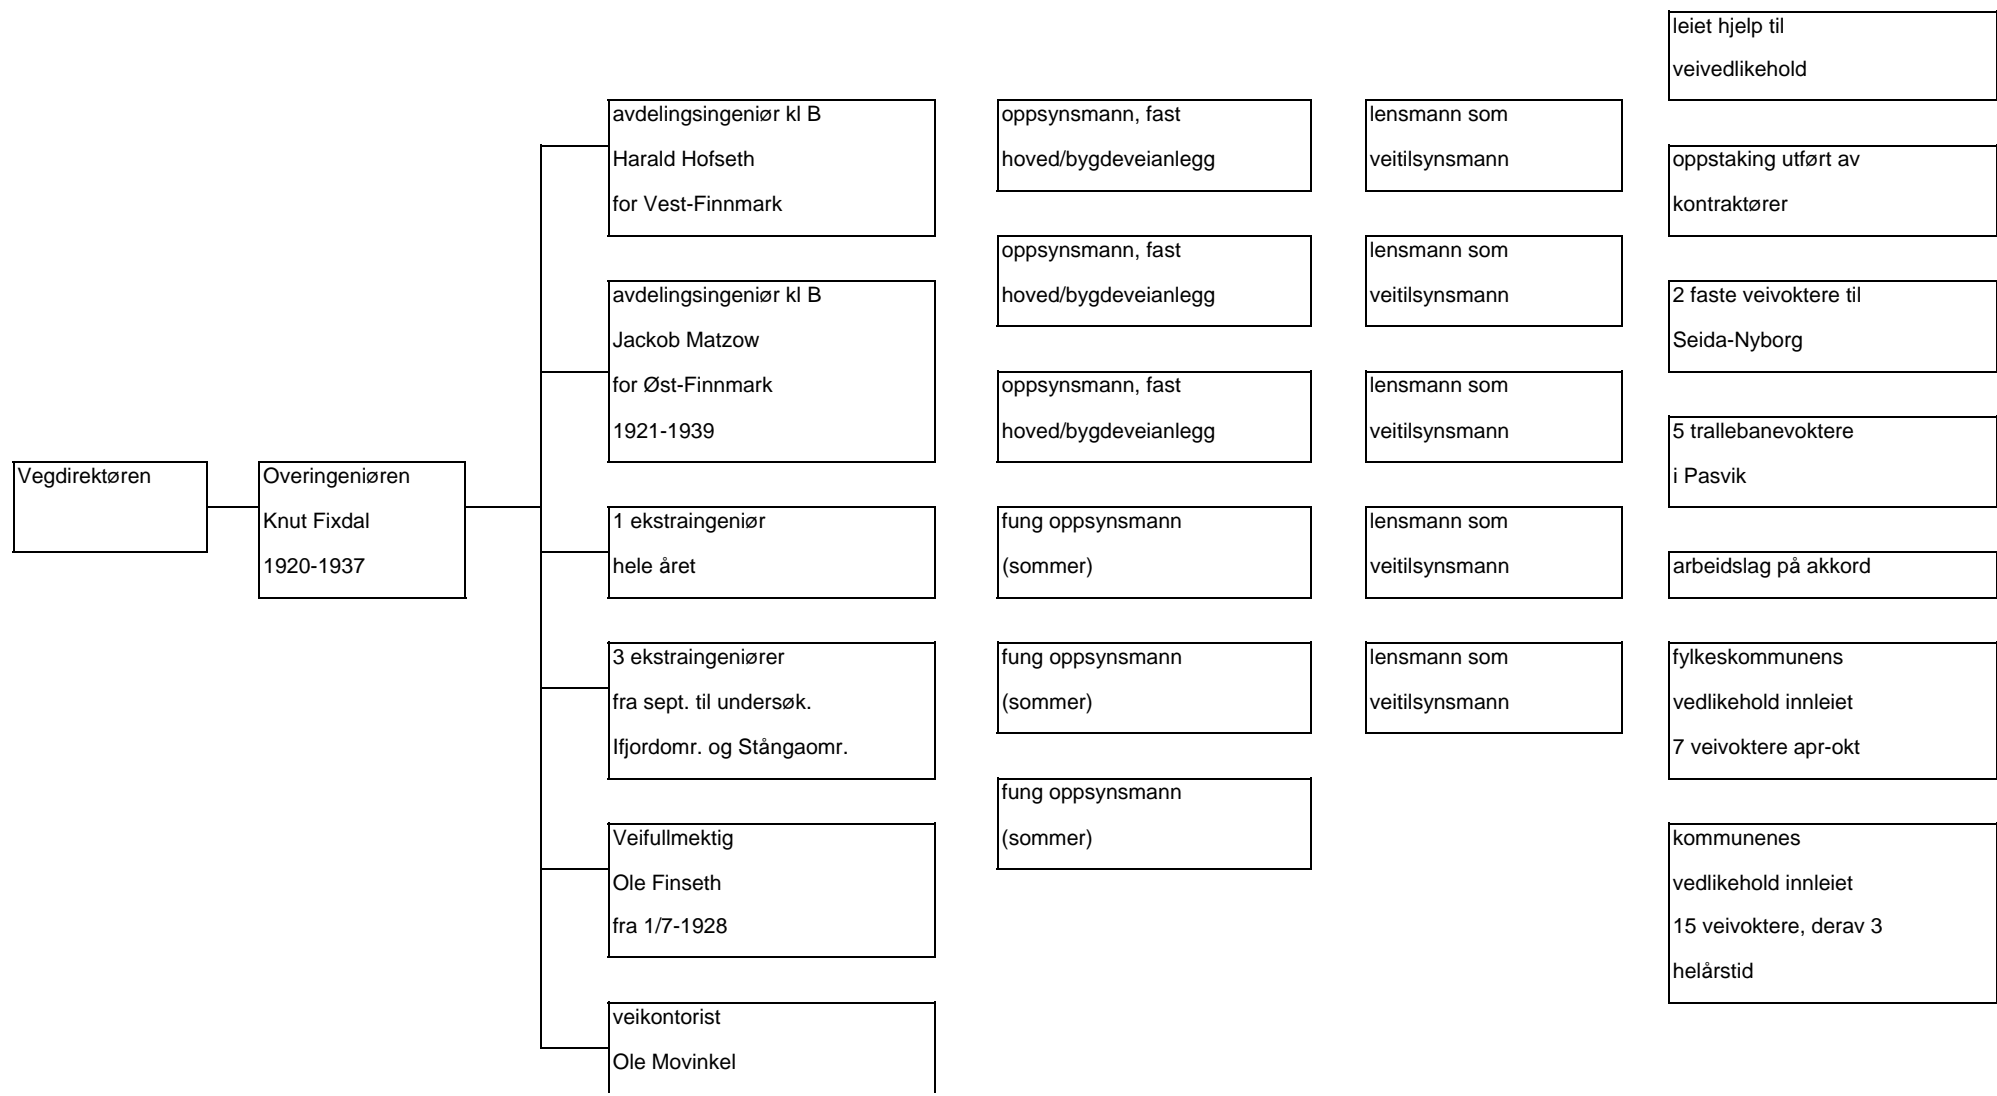 Vegdirektøren
Overingeniøren
Knut Fixdal
1920-1937
avdelingsingeniør kl B
Harald Hofseth
for Vest-Finnmark
avdelingsingeniør kl B
Jackob Matzow
for Øst-Finnmark
1921-1939
1 ekstraingeniør
hele året
3 ekstraingeniører
fra sept. til undersøk.
Ifjordomr. og Stångaomr.
Veifullmektig
Ole Finseth
fra 1/7-1928
veikontorist
Ole Movinkel
oppsynsmann, fast
hoved/bygdeveianlegg
oppsynsmann, fast
hoved/bygdeveianlegg
oppsynsmann, fast
hoved/bygdeveianlegg
fung oppsynsmann
(sommer)
fung oppsynsmann
(sommer)
fung oppsynsmann
(sommer)
lensmann som
veitilsynsmann
lensmann som
veitilsynsmann
lensmann som
veitilsynsmann
lensmann som
veitilsynsmann
lensmann som
veitilsynsmann
leiet hjelp til
veivedlikehold
oppstaking utført av
kontraktører
2 faste veivoktere til
Seida-Nyborg
5 trallebanevoktere
i Pasvik
arbeidslag på akkord
fylkeskommunens
vedlikehold innleiet
7 veivoktere apr-okt
kommunenes
vedlikehold innleiet
15 veivoktere, derav 3
helårstid